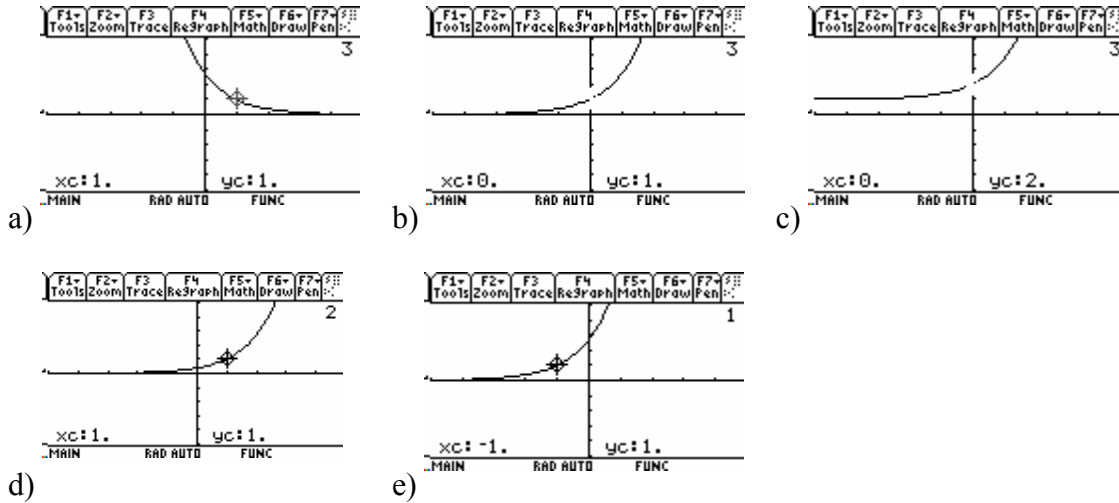 F1 F2 F3 F4 F5 F6 F7
Tools Zoom Trace ReGraph Math Draw Pen
3
xc:1. yc:1.
MAIN RAD AUTO FUNC
a)
F1 F2 F3 F4 F5 F6 F7
Tools Zoom Trace ReGraph Math Draw Pen
3
xc:0. yc:1.
MAIN RAD AUTO FUNC
b)
F1 F2 F3 F4 F5 F6 F7
Tools Zoom Trace ReGraph Math Draw Pen
3
xc:0. yc:2.
MAIN RAD AUTO FUNC
c)
F1 F2 F3 F4 F5 F6 F7
Tools Zoom Trace ReGraph Math Draw Pen
2
xc:1. yc:1.
MAIN RAD AUTO FUNC
d)
F1 F2 F3 F4 F5 F6 F7
Tools Zoom Trace ReGraph Math Draw Pen
1
xc:-1. yc:1.
MAIN RAD AUTO FUNC
e)